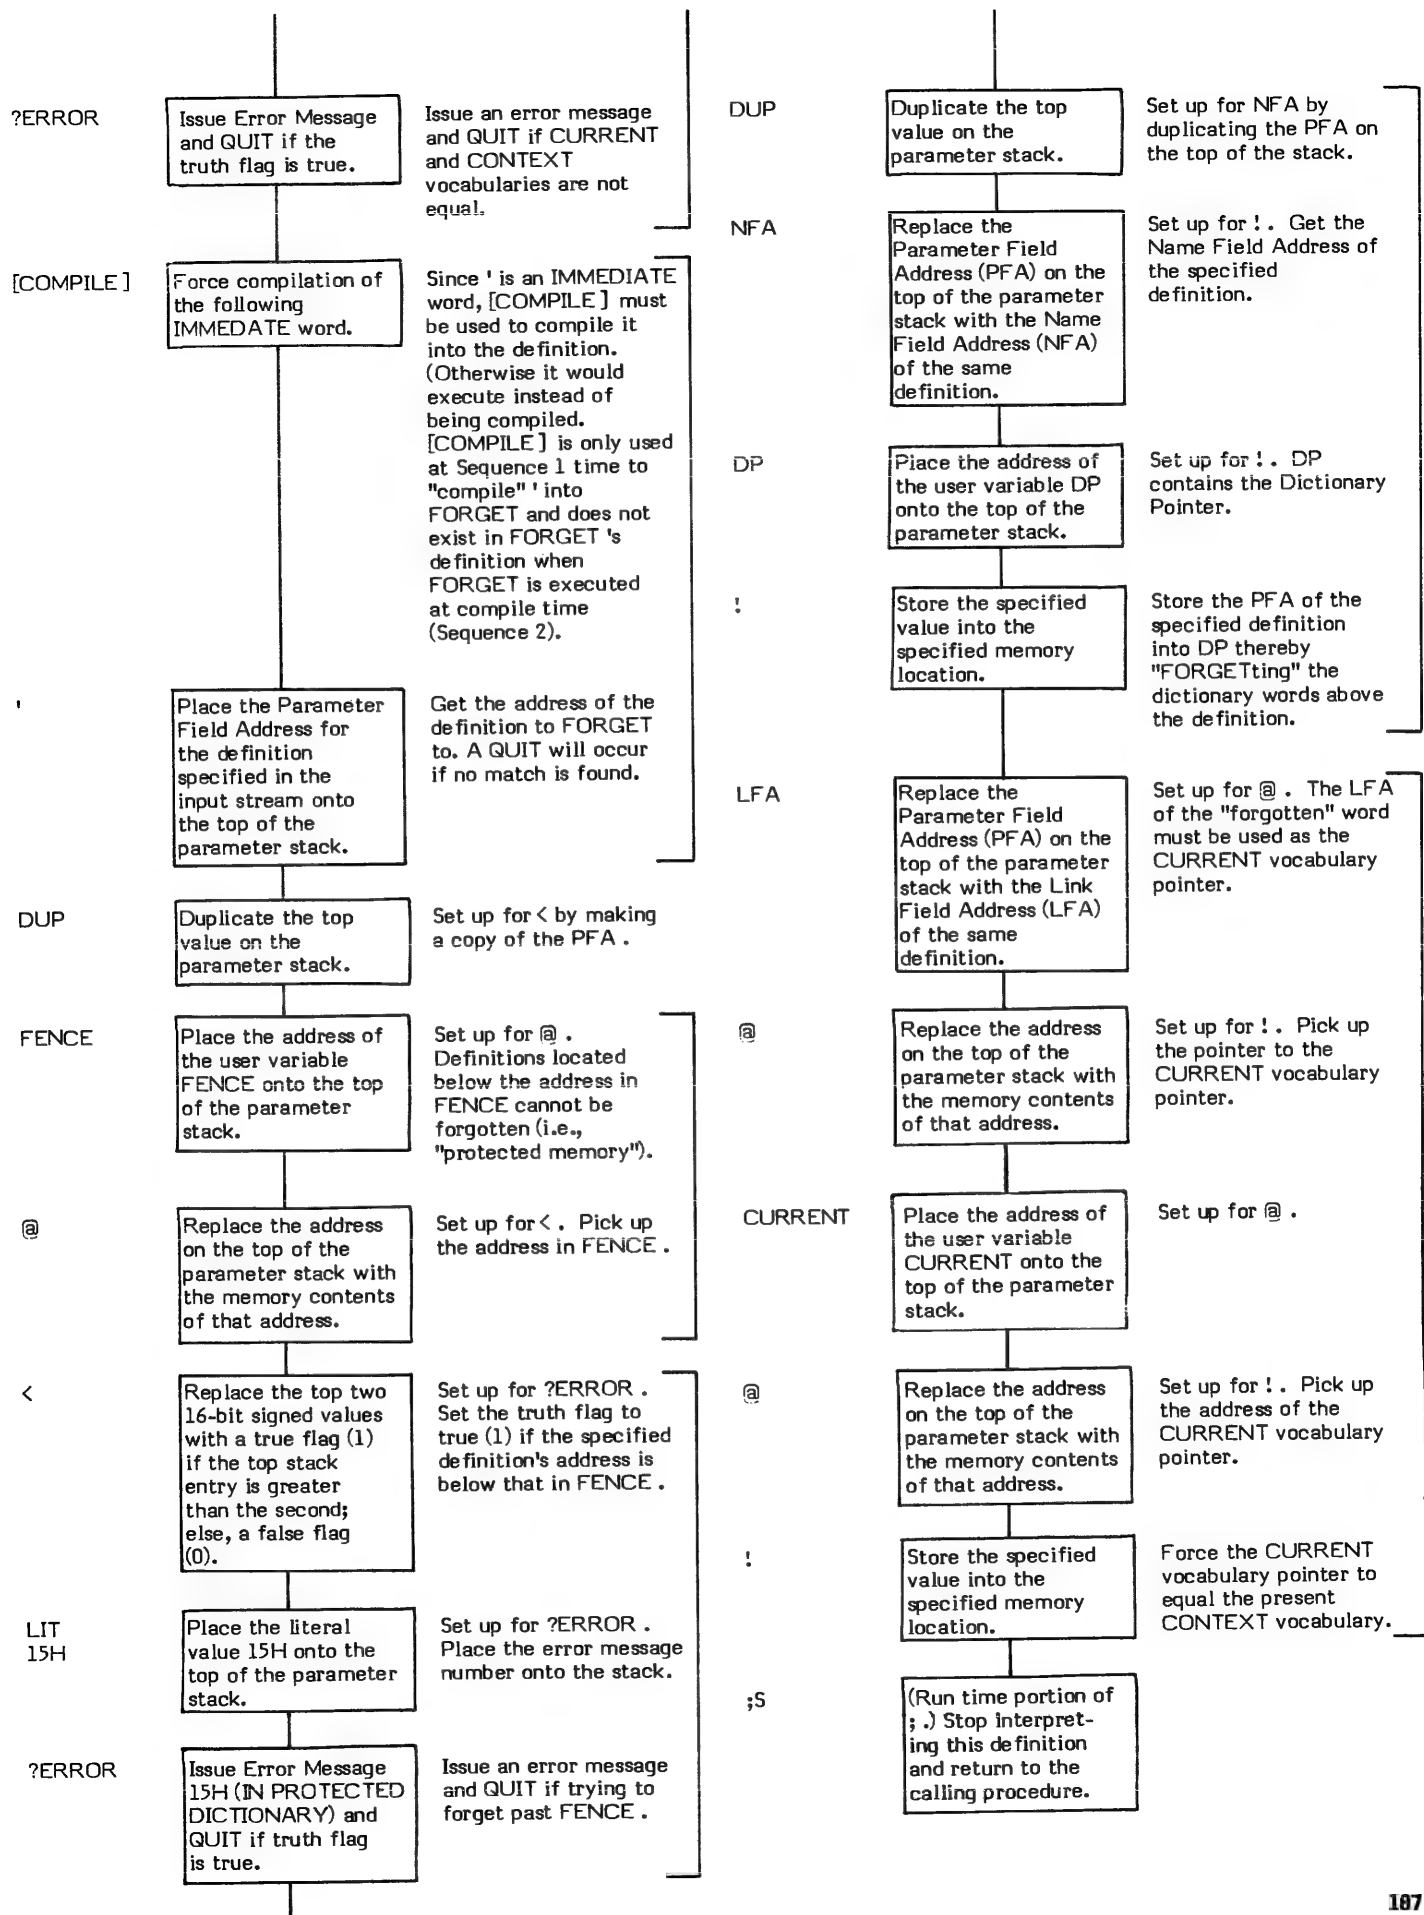 ?ERROR
Issue Error Message
and QUIT if the
truth flag is true.
Issue an error message
and QUIT if CURRENT
and CONTEXT
vocabularies are not
equal.
[COMPILE]
Force compilation of
the following
IMMEDATE word.
Since ' is an IMMEDIATE
word, [COMPILE] must
be used to compile it
into the definition.
(Otherwise it would
execute instead of
being compiled.
[COMPILE] is only used
at Sequence 1 time to
"compile" ' into
FORGET and does not
exist in FORGET 's
definition when
FORGET is executed
at compile time
(Sequence 2).
'
Place the Parameter
Field Address for
the definition
specified in the
input stream onto
the top of the
parameter stack.
Get the address of the
definition to FORGET
to. A QUIT will occur
if no match is found.
DUP
Duplicate the top
value on the
parameter stack.
Set up for < by making
a copy of the PFA .
FENCE
Place the address of
the user variable
FENCE onto the top
of the parameter
stack.
Set up for @ .
Definitions located
below the address in
FENCE cannot be
forgotten (i.e.,
"protected memory").
@
Replace the address
on the top of the
parameter stack with
the memory contents
of that address.
Set up for < . Pick up
the address in FENCE .
<
Replace the top two
16-bit signed values
with a true flag (1)
if the top stack
entry is greater
than the second;
else, a false flag
(0).
Set up for ?ERROR .
Set the truth flag to
true (1) if the specified
definition's address is
below that in FENCE .
LIT
15H
Place the literal
value 15H onto the
top of the parameter
stack.
Set up for ?ERROR .
Place the error message
number onto the stack.
?ERROR
Issue Error Message
15H (IN PROTECTED
DICTIONARY) and
QUIT if truth flag
is true.
Issue an error message
and QUIT if trying to
forget past FENCE .
DUP
Duplicate the top
value on the
parameter stack.
Set up for NFA by
duplicating the PFA on
the top of the stack.
NFA
Replace the
Parameter Field
Address (PFA) on the
top of the parameter
stack with the Name
Field Address (NFA)
of the same
definition.
Set up for ! . Get the
Name Field Address of
the specified
definition.
DP
Place the address of
the user variable DP
onto the top of the
parameter stack.
Set up for ! . DP
contains the Dictionary
Pointer.
!
Store the specified
value into the
specified memory
location.
Store the PFA of the
specified definition
into DP thereby
"FORGETting" the
dictionary words above
the definition.
LFA
Replace the
Parameter Field
Address (PFA) on the
top of the parameter
stack with the Link
Field Address (LFA)
of the same
definition.
Set up for @ . The LFA
of the "forgotten" word
must be used as the
CURRENT vocabulary
pointer.
@
Replace the address
on the top of the
parameter stack with
the memory contents
of that address.
Set up for ! . Pick up
the pointer to the
CURRENT vocabulary
pointer.
CURRENT
Place the address of
the user variable
CURRENT onto the
top of the parameter
stack.
Set up for @ .
@
Replace the address
on the top of the
parameter stack with
the memory contents
of that address.
Set up for ! . Pick up
the address of the
CURRENT vocabulary
pointer.
!
Store the specified
value into the
specified memory
location.
Force the CURRENT
vocabulary pointer to
equal the present
CONTEXT vocabulary.
;S
(Run time portion of
; .) Stop interpret-
ing this definition
and return to the
calling procedure.
107